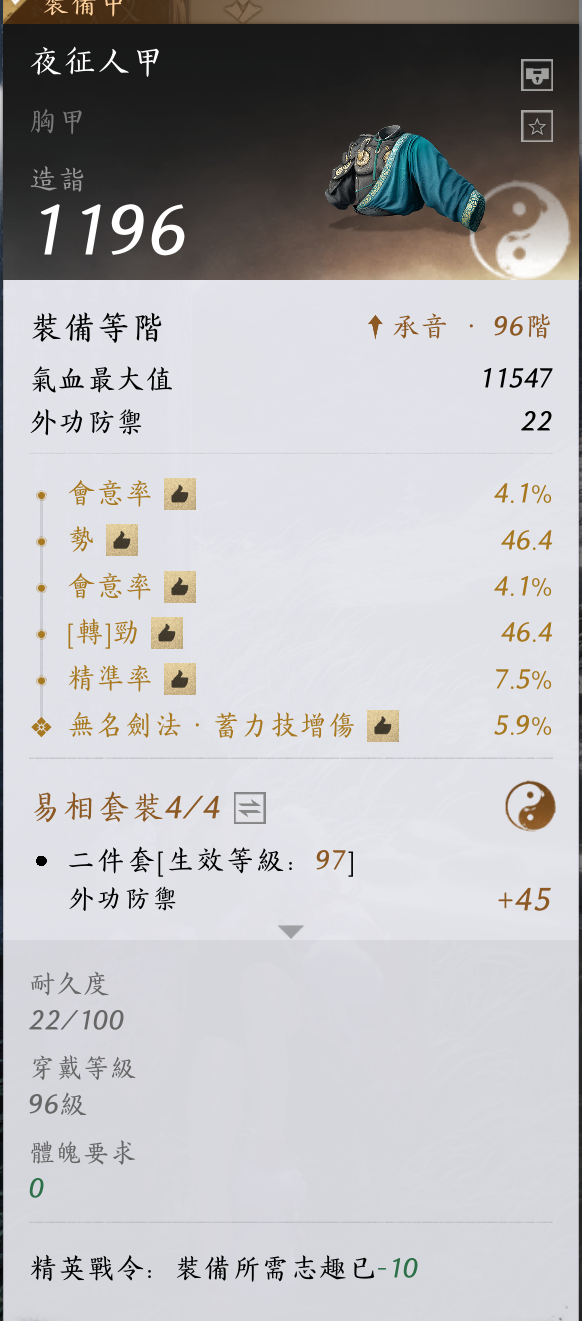 裝備中
夜征人甲
胸甲
造詣
1196
裝備等階 承音 · 96階
氣血最大值 11547
外功防禦 22
會意率 4.1%
勢 46.4
會意率 4.1%
[轉]勁 46.4
精準率 7.5%
無名劍法 · 蓄力技增傷 5.9%
易相套裝4/4
二件套[生效等級：97]
外功防禦 +45
耐久度
22/100
穿戴等級
96級
體魄要求
0
精英戰令：裝備所需志趣已-10